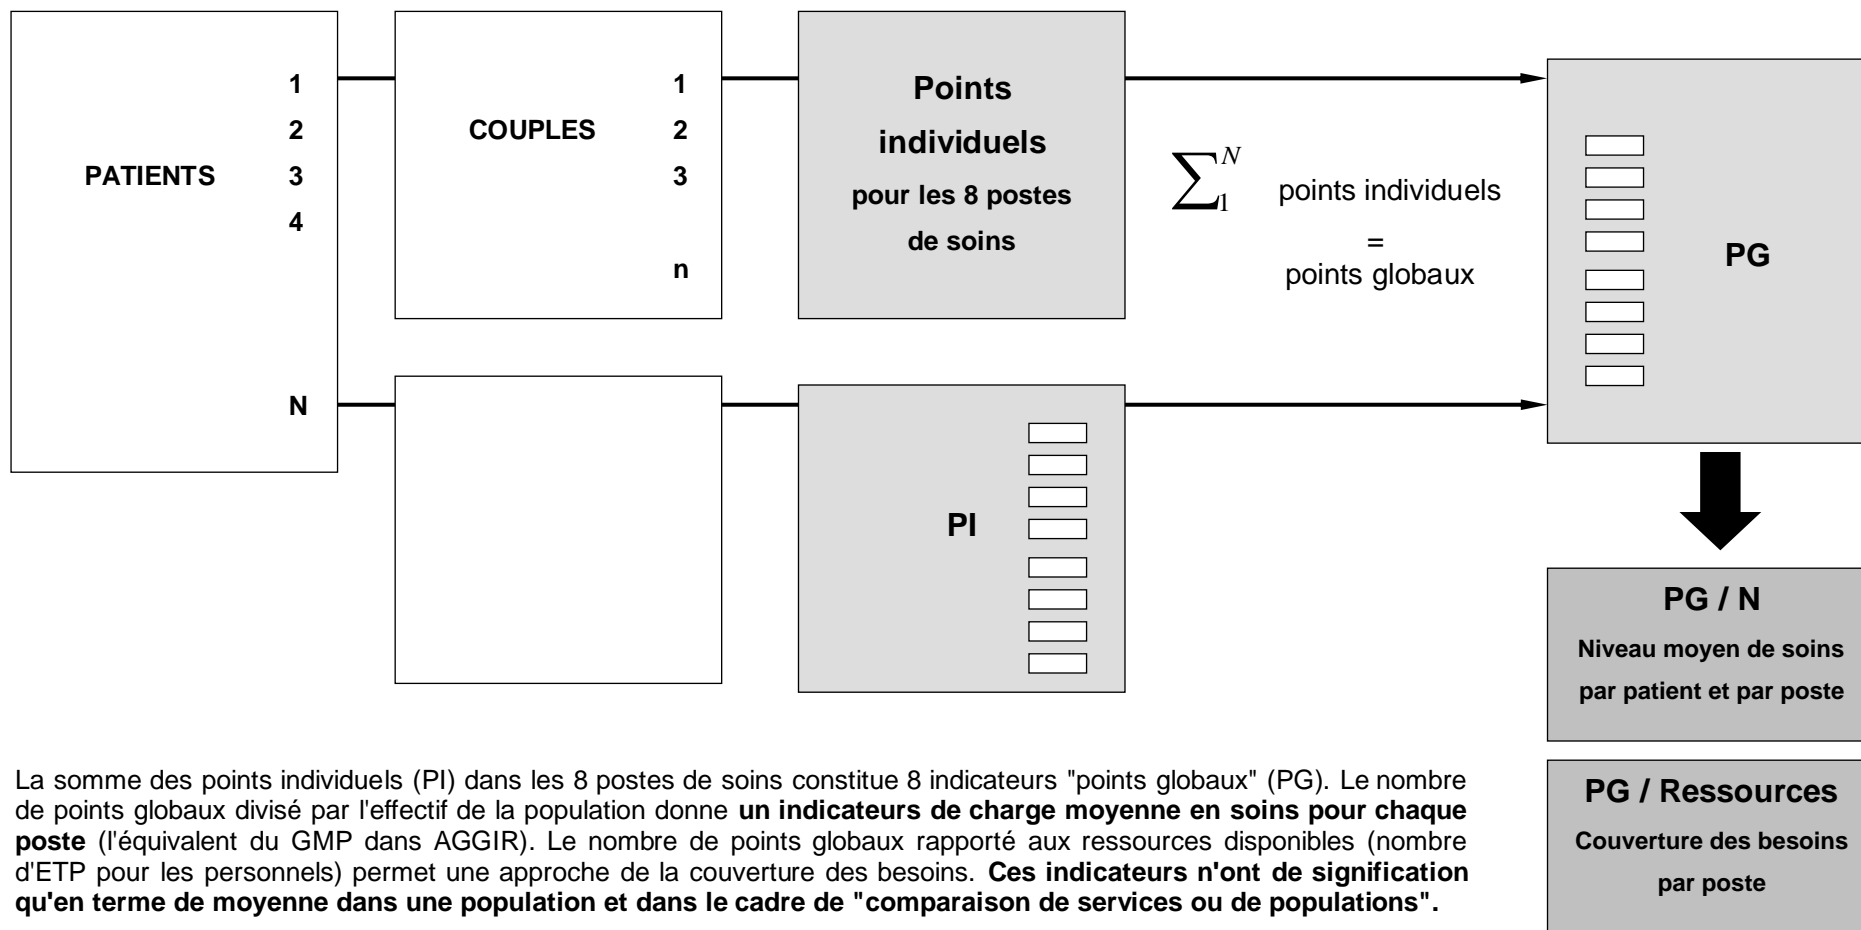 PATIENTS
1
2
3
4
N
COUPLES
1
2
3
n
Points
individuels
pour les 8 postes
de soins
∑ 1 N points individuels
=
points globaux
PG
PI
PG / N
Niveau moyen de soins
par patient et par poste
PG / Ressources
Couverture des besoins
par poste
La somme des points individuels (PI) dans les 8 postes de soins constitue 8 indicateurs "points globaux" (PG). Le nombre
de points globaux divisé par l'effectif de la population donne un indicateurs de charge moyenne en soins pour chaque
poste (l'équivalent du GMP dans AGGIR). Le nombre de points globaux rapporté aux ressources disponibles (nombre
d'ETP pour les personnels) permet une approche de la couverture des besoins. Ces indicateurs n'ont de signification
qu'en terme de moyenne dans une population et dans le cadre de "comparaison de services ou de populations".